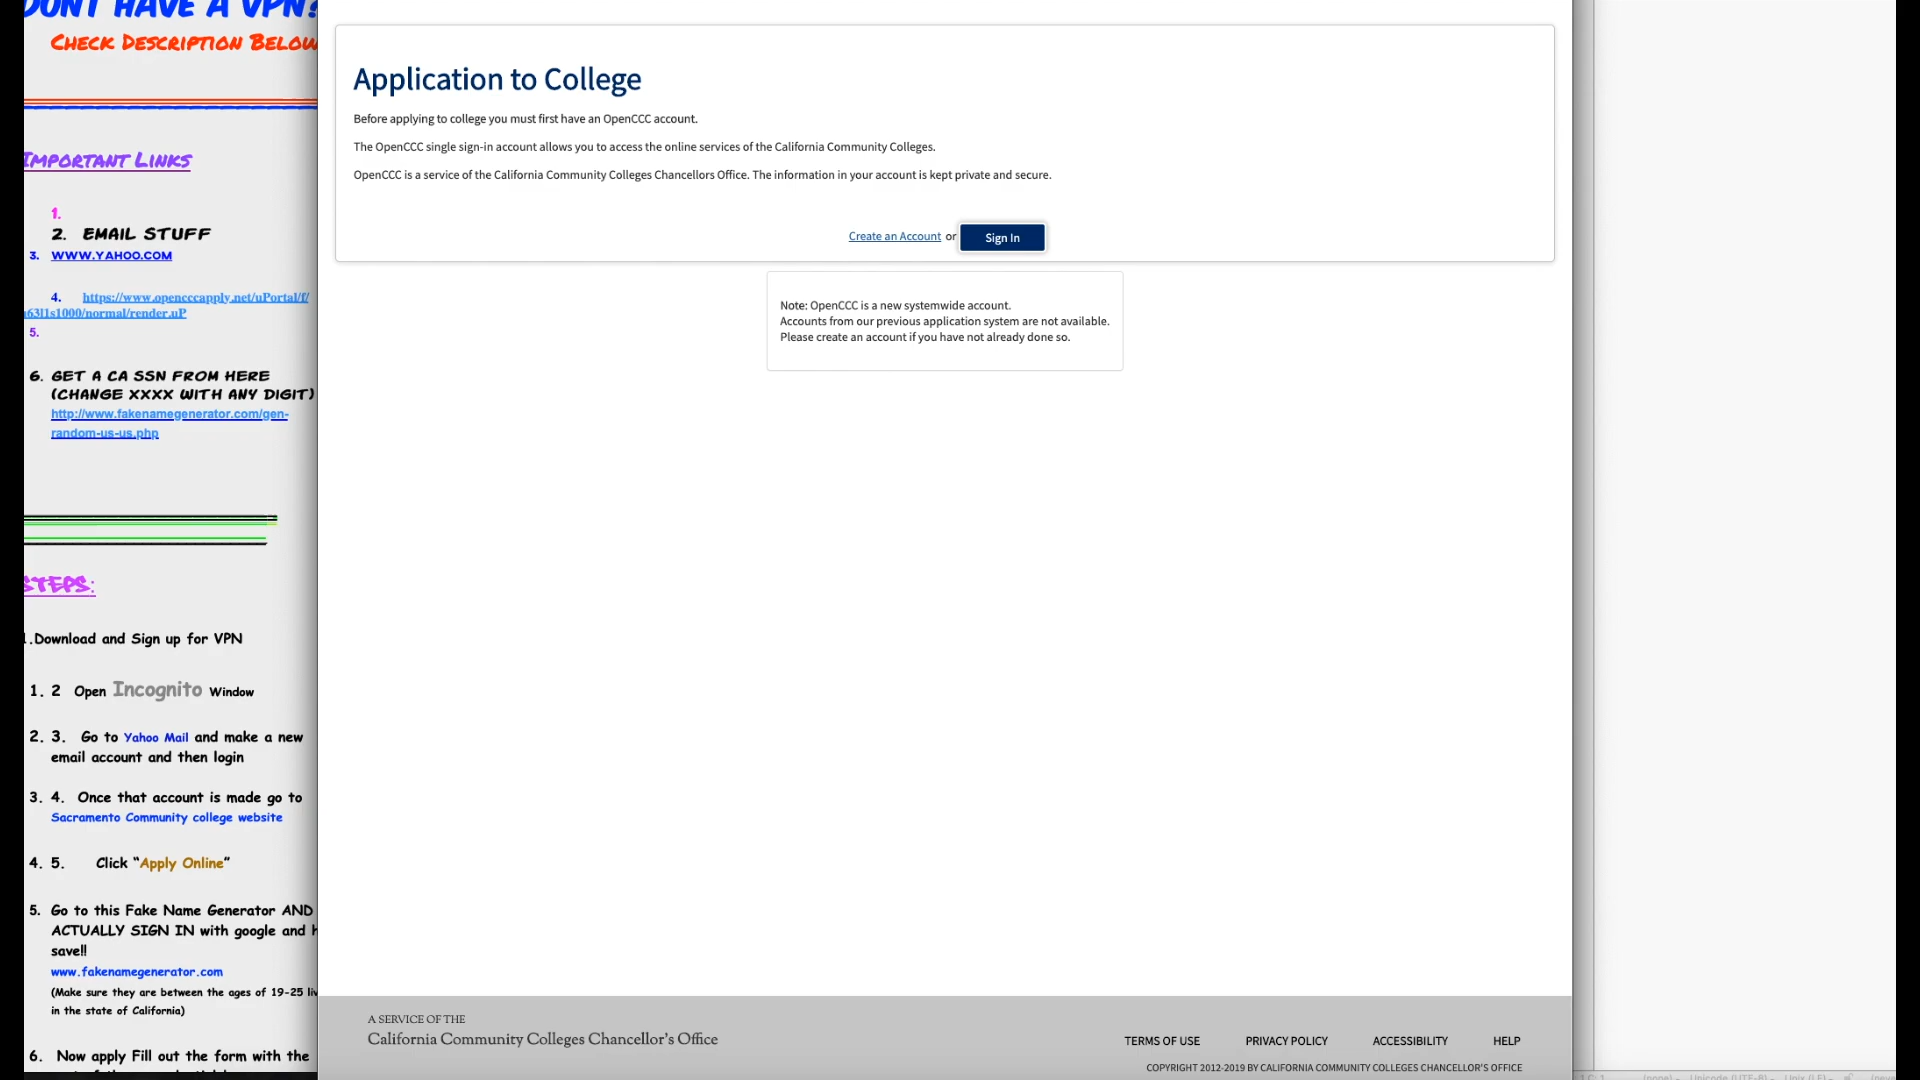 DONT HAVE A VPN?
Check Description Below
Important Links
1.
2. EMAIL STUFF
3. WWW.YAHOO.COM
4. https://www.opencccapply.net/uPortal/f/
u63l1s1000/normal/render.uP
5.
6. GET A CA SSN FROM HERE
(CHANGE XXXX WITH ANY DIGIT)
http://www.fakenamegenerator.com/gen-
random-us-us.php
STEPS:
1.Download and Sign up for VPN
1. 2 Open Incognito Window
2. 3. Go to Yahoo Mail and make a new
email account and then login
3. 4. Once that account is made go to
Sacramento Community college website
4. 5. Click “Apply Online”
5. Go to this Fake Name Generator AND
ACTUALLY SIGN IN with google and
save!!
www.fakenamegenerator.com
(Make sure they are between the ages of 19-25
in the state of California)
6. Now apply Fill out the form with the
Application to College
Before applying to college you must first have an OpenCCC account.
The OpenCCC single sign-in account allows you to access the online services of the California Community Colleges.
OpenCCC is a service of the California Community Colleges Chancellors Office. The information in your account is kept private and secure.
Create an Account or Sign In
Note: OpenCCC is a new systemwide account.
Accounts from our previous application system are not available.
Please create an account if you have not already done so.
A SERVICE OF THE
California Community Colleges Chancellor's Office
TERMS OF USE PRIVACY POLICY ACCESSIBILITY HELP
COPYRIGHT 2012-2019 BY CALIFORNIA COMMUNITY COLLEGES CHANCELLOR'S OFFICE